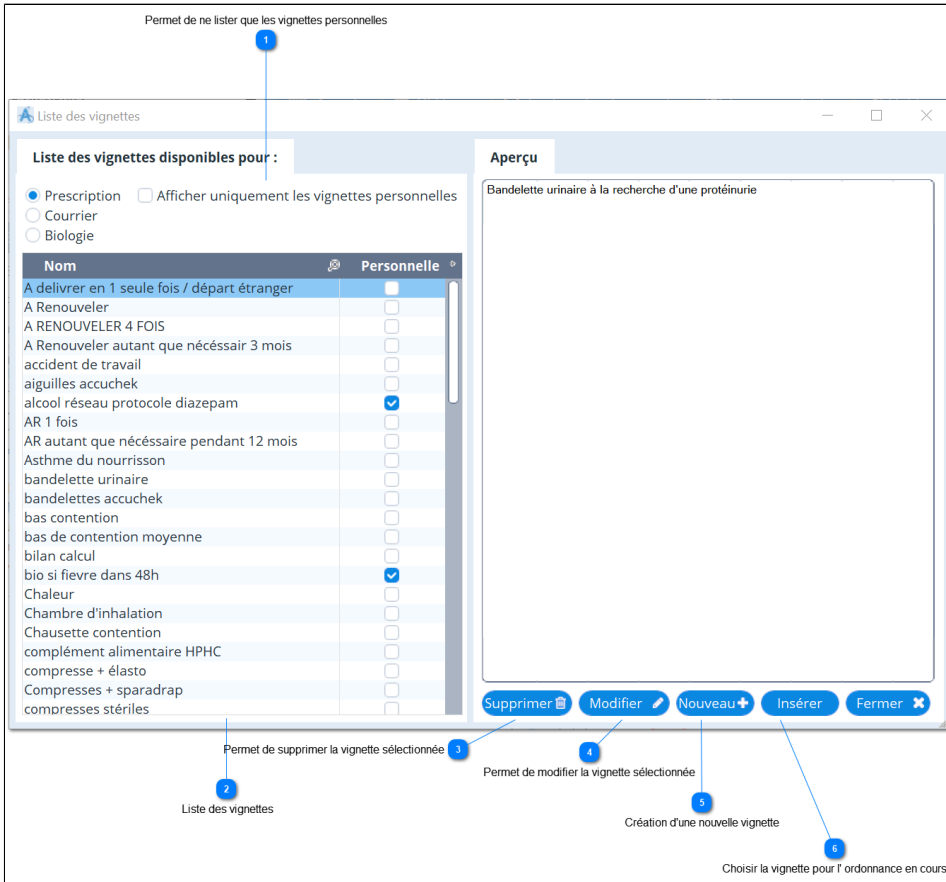 Permet de ne lister que les vignettes personnelles
1
Liste des vignettes
Liste des vignettes disponibles pour :
Aperçu
Prescription
Afficher uniquement les vignettes personnelles
Courrier
Biologie
Bandelette urinaire à la recherche d'une protéinurie
Nom
Personnelle
A delivrer en 1 seule fois / départ étranger
A Renouveler
A RENOUVELER 4 FOIS
A Renouveler autant que nécéssair 3 mois
accident de travail
aiguilles accuchek
alcool réseau protocole diazepam
AR 1 fois
AR autant que nécéssaire pendant 12 mois
Asthme du nourrisson
bandelette urinaire
bandelettes accuchek
bas contention
bas de contention moyenne
bilan calcul
bio si fievre dans 48h
Chaleur
Chambre d'inhalation
Chausette contention
complément alimentaire HPHC
compresse + élasto
Compresses + sparadrap
compresses stériles
Supprimer
Modifier
Nouveau
Insérer
Fermer
Permet de supprimer la vignette sélectionnée
3
4
Permet de modifier la vignette sélectionnée
2
Liste des vignettes
5
Création d'une nouvelle vignette
6
Choisir la vignette pour l' ordonnance en cours